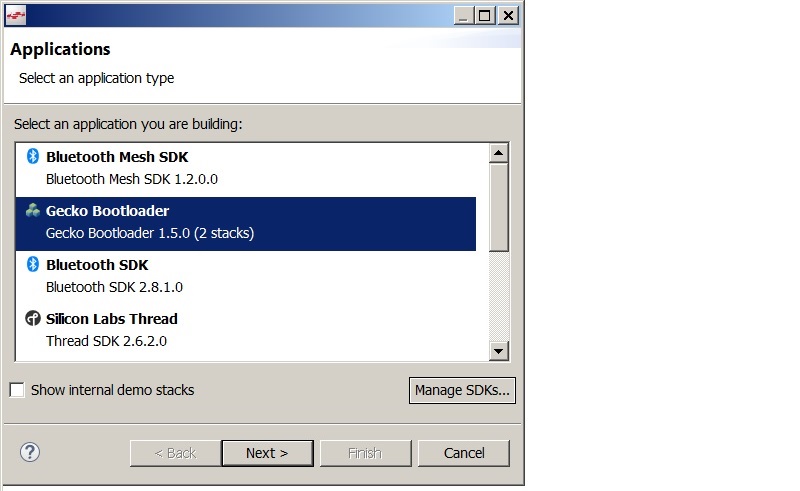 Applications
Select an application type
Select an application you are building:
Bluetooth Mesh SDK
Bluetooth Mesh SDK 1.2.0.0
Gecko Bootloader
Gecko Bootloader 1.5.0 (2 stacks)
Bluetooth SDK
Bluetooth SDK 2.8.1.0
Silicon Labs Thread
Thread SDK 2.6.2.0
Show internal demo stacks
Manage SDKs...
? < Back Next > Finish Cancel